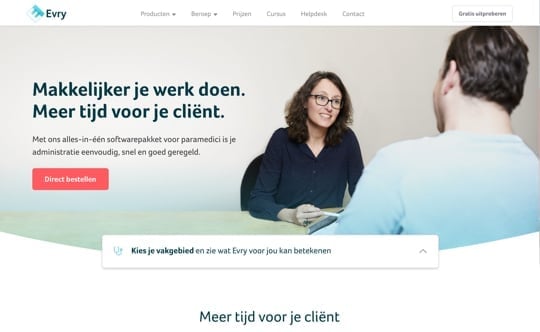 Evry
Producten Beroep Prijzen Cursus Helpdesk Contact Gratis uitproberen
Makkelijker je werk doen.
Meer tijd voor je cliënt.
Met ons alles-in-één softwarepakket voor paramedici is je
administratie eenvoudig, snel en goed geregeld.
Direct bestellen
Kies je vakgebied en zie wat Evry voor jou kan betekenen
Meer tijd voor je cliënt